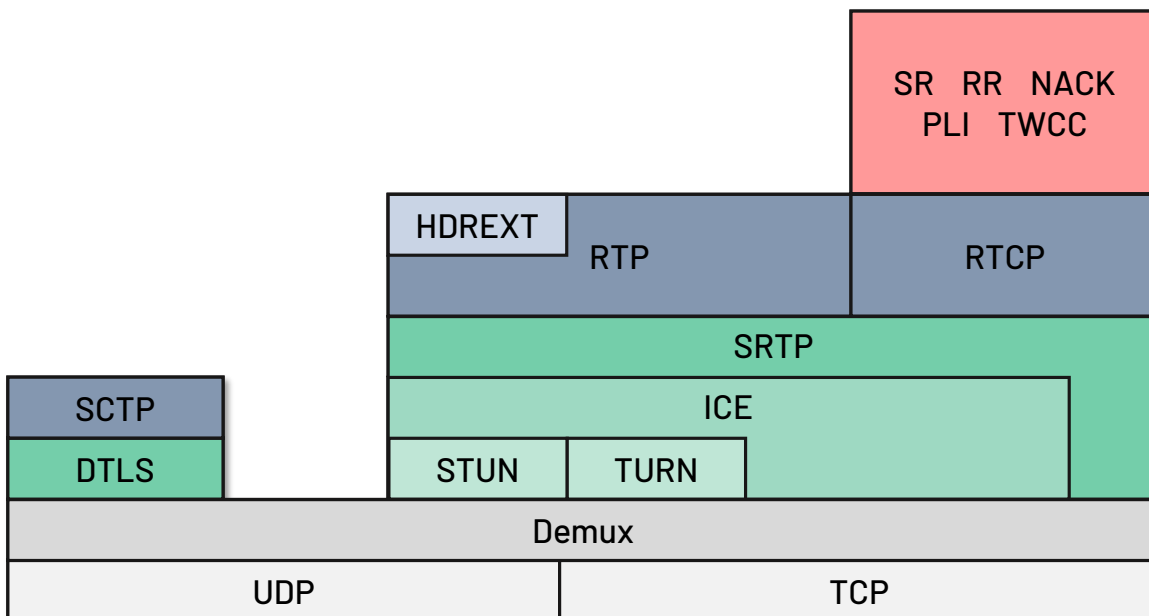 SR RR NACK
PLI TWCC
HDREXT
RTP
RTCP
SRTP
SCTP
ICE
DTLS
STUN
TURN
Demux
UDP
TCP